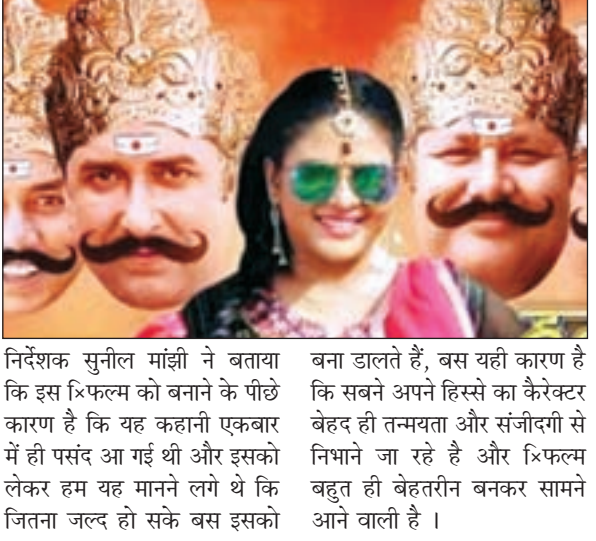 निर्देशक सुनील मांझी ने बताया
कि इस ि×फल्म को बनाने के पीछे
कारण है कि यह कहानी एकबार
में ही पसंद आ गई थी और इसको
लेकर हम यह मानने लगे थे कि
जितना जल्द हो सके बस इसको
बना डालते हैं, बस यही कारण है
कि सबने अपने हिस्से का कैरेक्टर
बेहद ही तन्मयता और संजीदगी से
निभाने जा रहे है और ि×फल्म
बहुत ही बेहतरीन बनकर सामने
आने वाली है ।